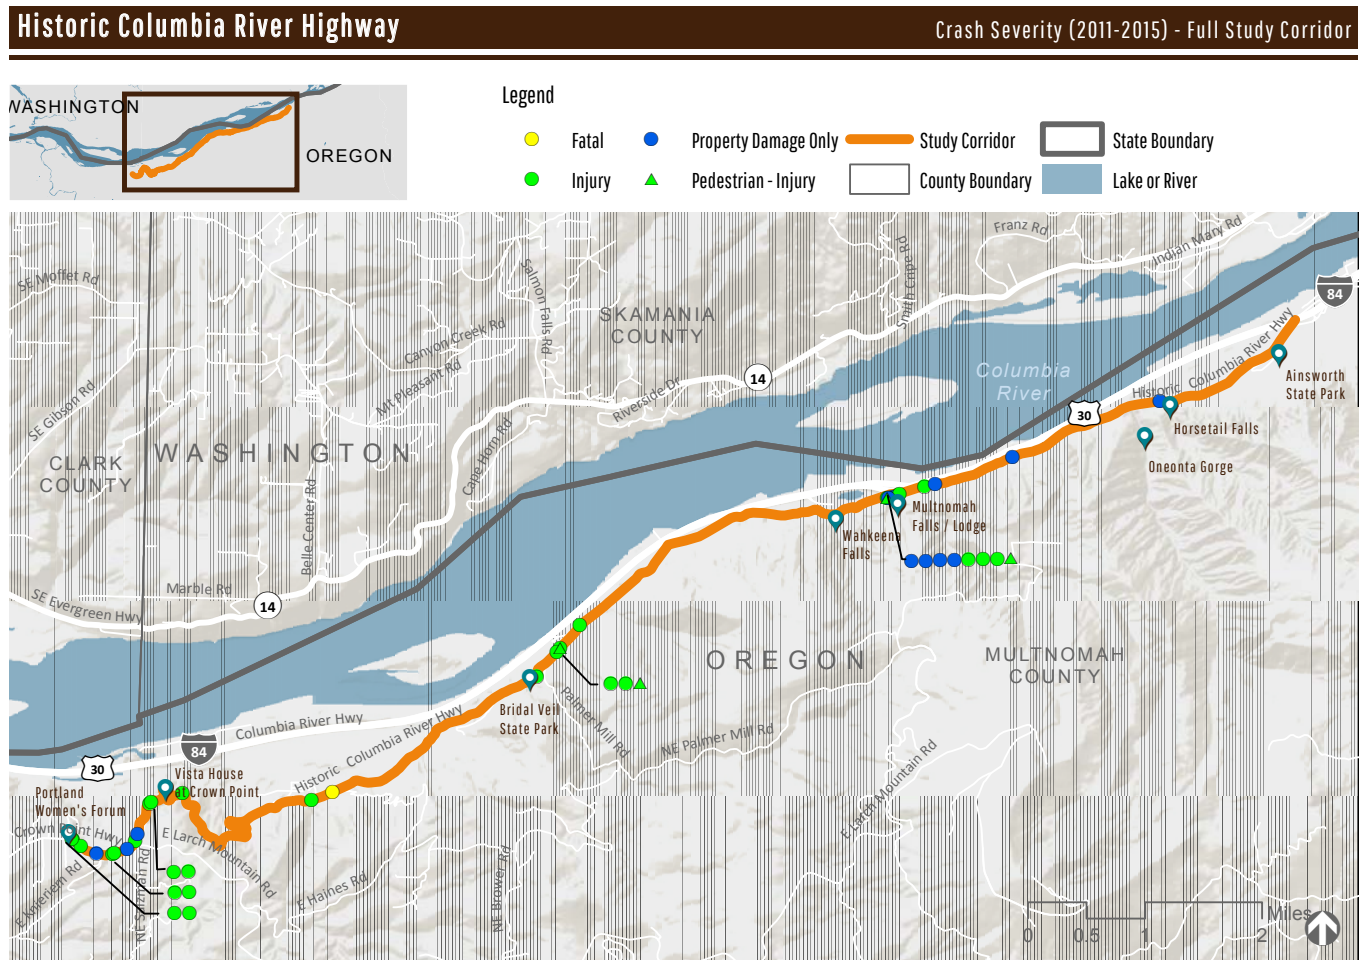 Historic Columbia River Highway
Crash Severity (2011-2015) - Full Study Corridor
WASHINGTON
OREGON
Legend
Fatal
Property Damage Only
Study Corridor
State Boundary
Injury
Pedestrian - Injury
County Boundary
Lake or River
Franz Rd
Indian Mary Rd
SE Moffet Rd
Salmon Falls Rd
Smith Cripe Rd
84
SKAMANIA
COUNTY
Canyon Creek Rd
Mt Pleasant Rd
14
Riverside Dr
Columbia
River
Historic Columbia River Hwy
Ainsworth
State Park
30
Horsetail Falls
Oneonta Gorge
SE Gibson Rd
WASHINGTON
CLARK
COUNTY
Cape Horn Rd
Belle Center Rd
Multnomah
Falls / Lodge
Wahkeena
Falls
Marble Rd
SE Evergreen Hwy
14
OREGON
MULTNOMAH
COUNTY
Bridal Veil
State Park
Palmer Mill Rd
NE Palmer Mill Rd
Columbia River Hwy
Historic Columbia River Hwy
84
30
Vista House
at Crown Point
Portland
Women's Forum
Crown Point Hwy
E Larch Mountain Rd
E Larch Mountain Rd
E Knieriem Rd
NE Salzman Rd
E Haines Rd
NE Brower Rd
Miles
0 0.5 1 2